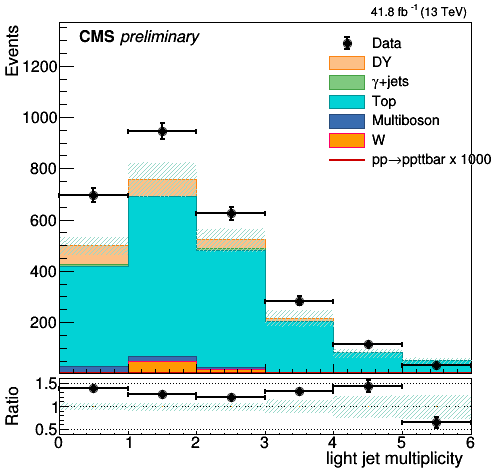 41.8 fb⁻¹ (13 TeV)
CMS preliminary
Events
1200
1000
800
600
400
200
Data
DY
γ+jets
Top
Multiboson
W
pp→ppttbar x 1000
Ratio
1.5
1
0.5
0 1 2 3 4 5 6
light jet multiplicity